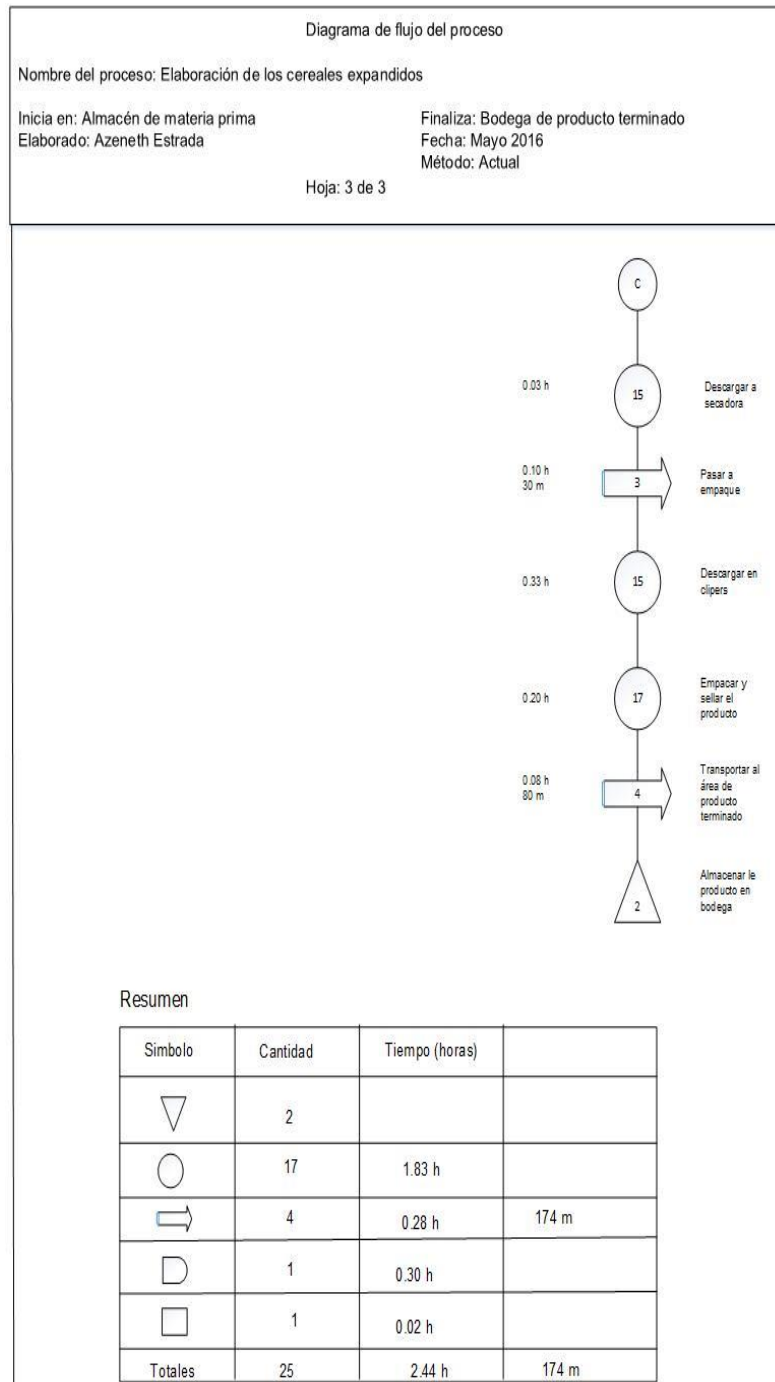 Diagrama de flujo del proceso
Nombre del proceso: Elaboración de los cereales expandidos
Inicia en: Almacén de materia prima
Finaliza: Bodega de producto terminado
Elaborado: Azeneth Estrada
Fecha: Mayo 2016
Método: Actual
Hoja: 3 de 3
C
0.03 h
15
Descargar a
secadora
0.10 h
30 m
3
Pasar a
empaque
0.33 h
15
Descargar en
clipers
0.20 h
17
Empacar y
sellar el
producto
0.08 h
80 m
4
Transportar al
área de
producto
terminado
2
Almacenar le
producto en
bodega
Resumen
Simbolo Cantidad Tiempo (horas)
2
17 1.83 h
4 0.28 h 174 m
1 0.30 h
1 0.02 h
Totales 25 2.44 h 174 m